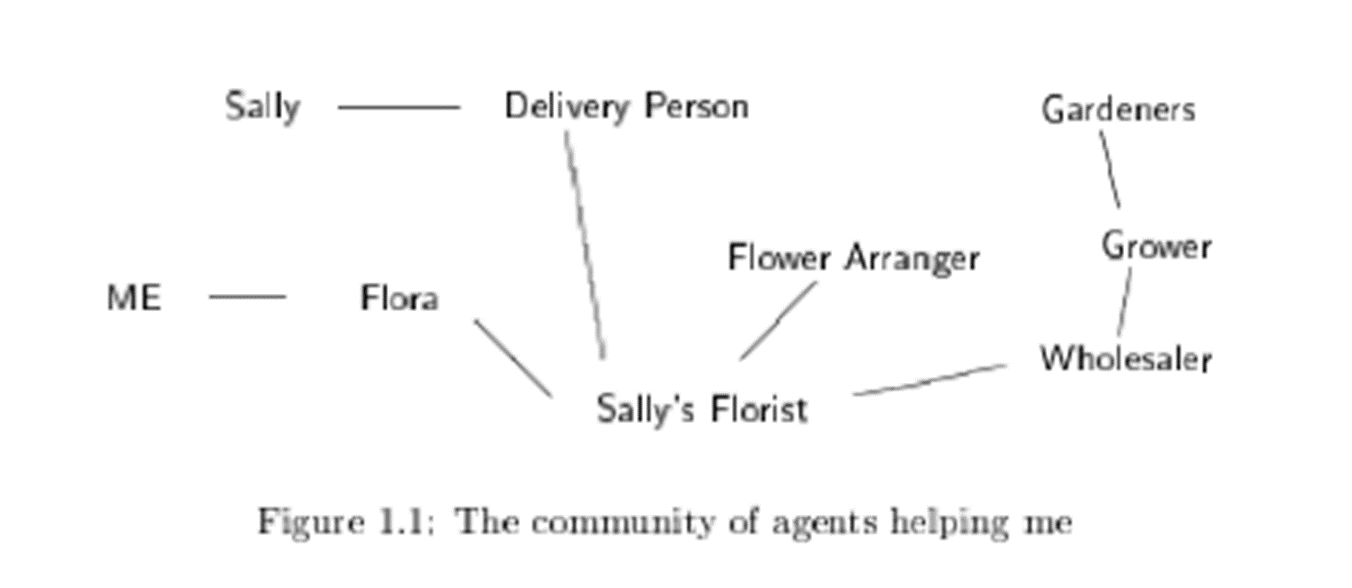 Sally Delivery Person Gardeners
Flower Arranger Grower
ME Flora
Wholesaler
Sally's Florist
Figure 1.1: The community of agents helping me